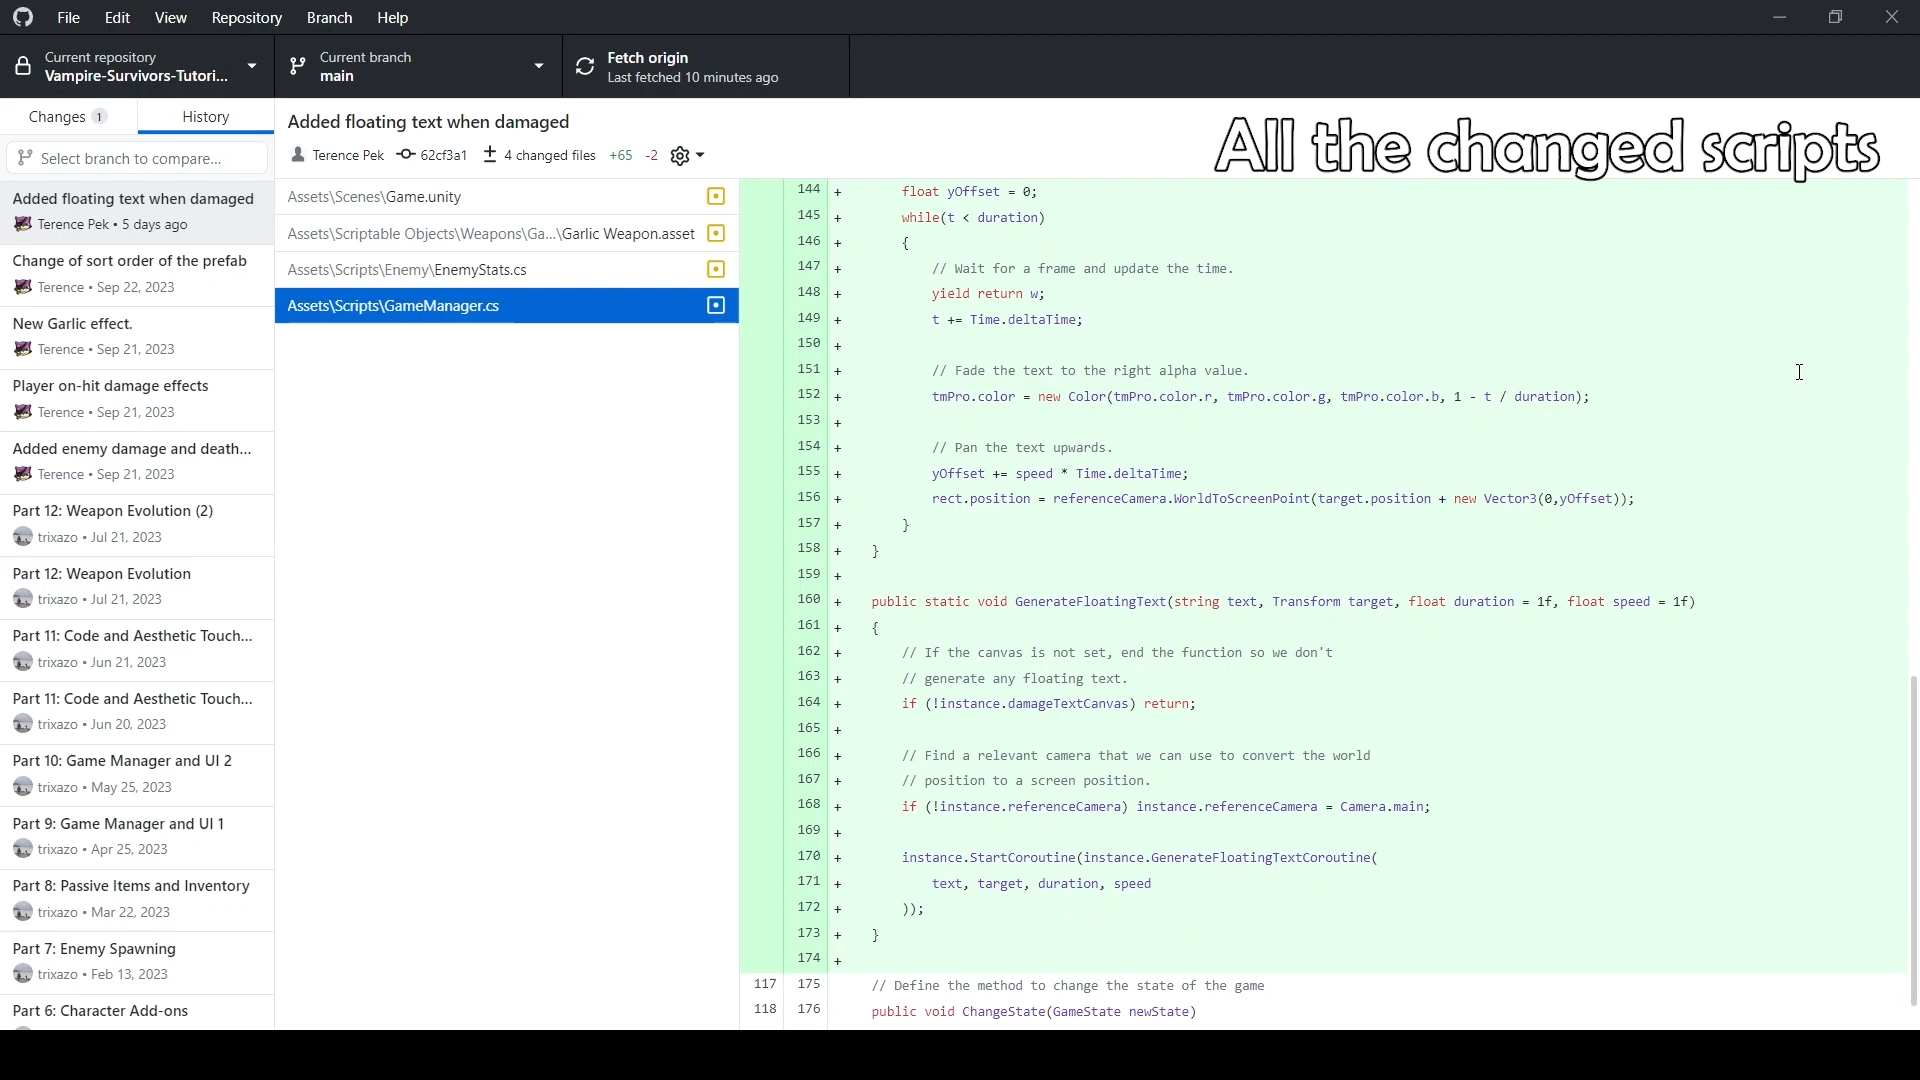 File Edit View Repository Branch Help
Current repository
Vampire-Survivors-Tutori...
Current branch
main
Fetch origin
Last fetched 10 minutes ago
Changes 1
History
Select branch to compare...
Added floating text when damaged
Terence Pek • 5 days ago
Change of sort order of the prefab
Terence • Sep 22, 2023
New Garlic effect.
Terence • Sep 21, 2023
Player on-hit damage effects
Terence • Sep 21, 2023
Added enemy damage and death...
Terence • Sep 21, 2023
Part 12: Weapon Evolution (2)
trixazo • Jul 21, 2023
Part 12: Weapon Evolution
trixazo • Jul 21, 2023
Part 11: Code and Aesthetic Touch...
trixazo • Jun 21, 2023
Part 11: Code and Aesthetic Touch...
trixazo • Jun 20, 2023
Part 10: Game Manager and UI 2
trixazo • May 25, 2023
Part 9: Game Manager and UI 1
trixazo • Apr 25, 2023
Part 8: Passive Items and Inventory
trixazo • Mar 22, 2023
Part 7: Enemy Spawning
trixazo • Feb 13, 2023
Part 6: Character Add-ons
Added floating text when damaged
Terence Pek 62cf3a1 4 changed files +65 -2
All the changed scripts
Assets\Scenes\Game.unity
Assets\Scriptable Objects\Weapons\Ga...\Garlic Weapon.asset
Assets\Scripts\Enemy\EnemyStats.cs
Assets\Scripts\GameManager.cs
144 + float yOffset = 0;
145 + while(t < duration)
146 + {
147 + // Wait for a frame and update the time.
148 + yield return w;
149 + t += Time.deltaTime;
150 +
151 + // Fade the text to the right alpha value.
152 + tmPro.color = new Color(tmPro.color.r, tmPro.color.g, tmPro.color.b, 1 - t / duration);
153 +
154 + // Pan the text upwards.
155 + yOffset += speed * Time.deltaTime;
156 + rect.position = referenceCamera.WorldToScreenPoint(target.position + new Vector3(0,yOffset));
157 + }
158 + }
159 +
160 + public static void GenerateFloatingText(string text, Transform target, float duration = 1f, float speed = 1f)
161 + {
162 + // If the canvas is not set, end the function so we don't
163 + // generate any floating text.
164 + if (!instance.damageTextCanvas) return;
165 +
166 + // Find a relevant camera that we can use to convert the world
167 + // position to a screen position.
168 + if (!instance.referenceCamera) instance.referenceCamera = Camera.main;
169 +
170 + instance.StartCoroutine(instance.GenerateFloatingTextCoroutine(
171 + text, target, duration, speed
172 + ));
173 + }
174 +
117 175 // Define the method to change the state of the game
118 176 public void ChangeState(GameState newState)